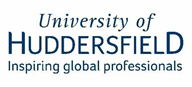 University of
HUDDERSFIELD
Inspiring global professionals